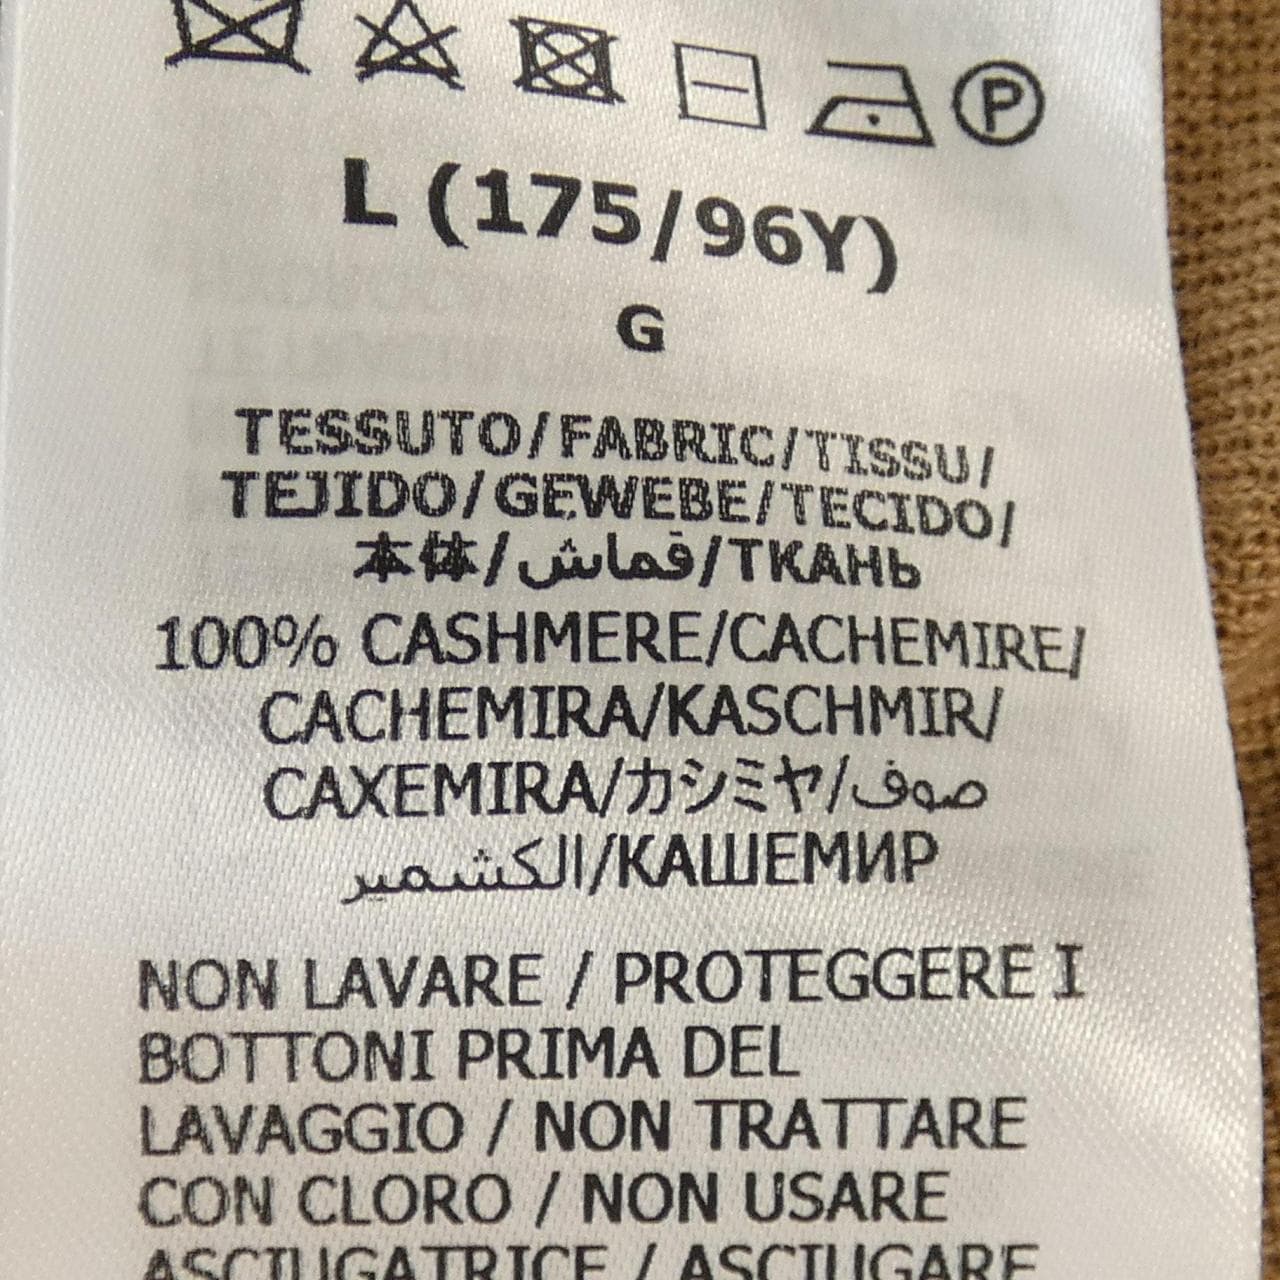 P
L (175/96Y)
G
TESSUTO/FABRIC/TISSU/
TEJIDO/GEWEBE/TECIDO/
本体/قماش/ТКАНЬ
100% CASHMERE/CACHEMIRE/
CACHEMIRA/KASCHMIR/
CAXEMIRA/カシミヤ/صوف
الكشمير/КАШЕМИР
NON LAVARE / PROTEGGERE I
BOTTONI PRIMA DEL
LAVAGGIO / NON TRATTARE
CON CLORO / NON USARE
ASCIUGATRICE / ASCIUGARE